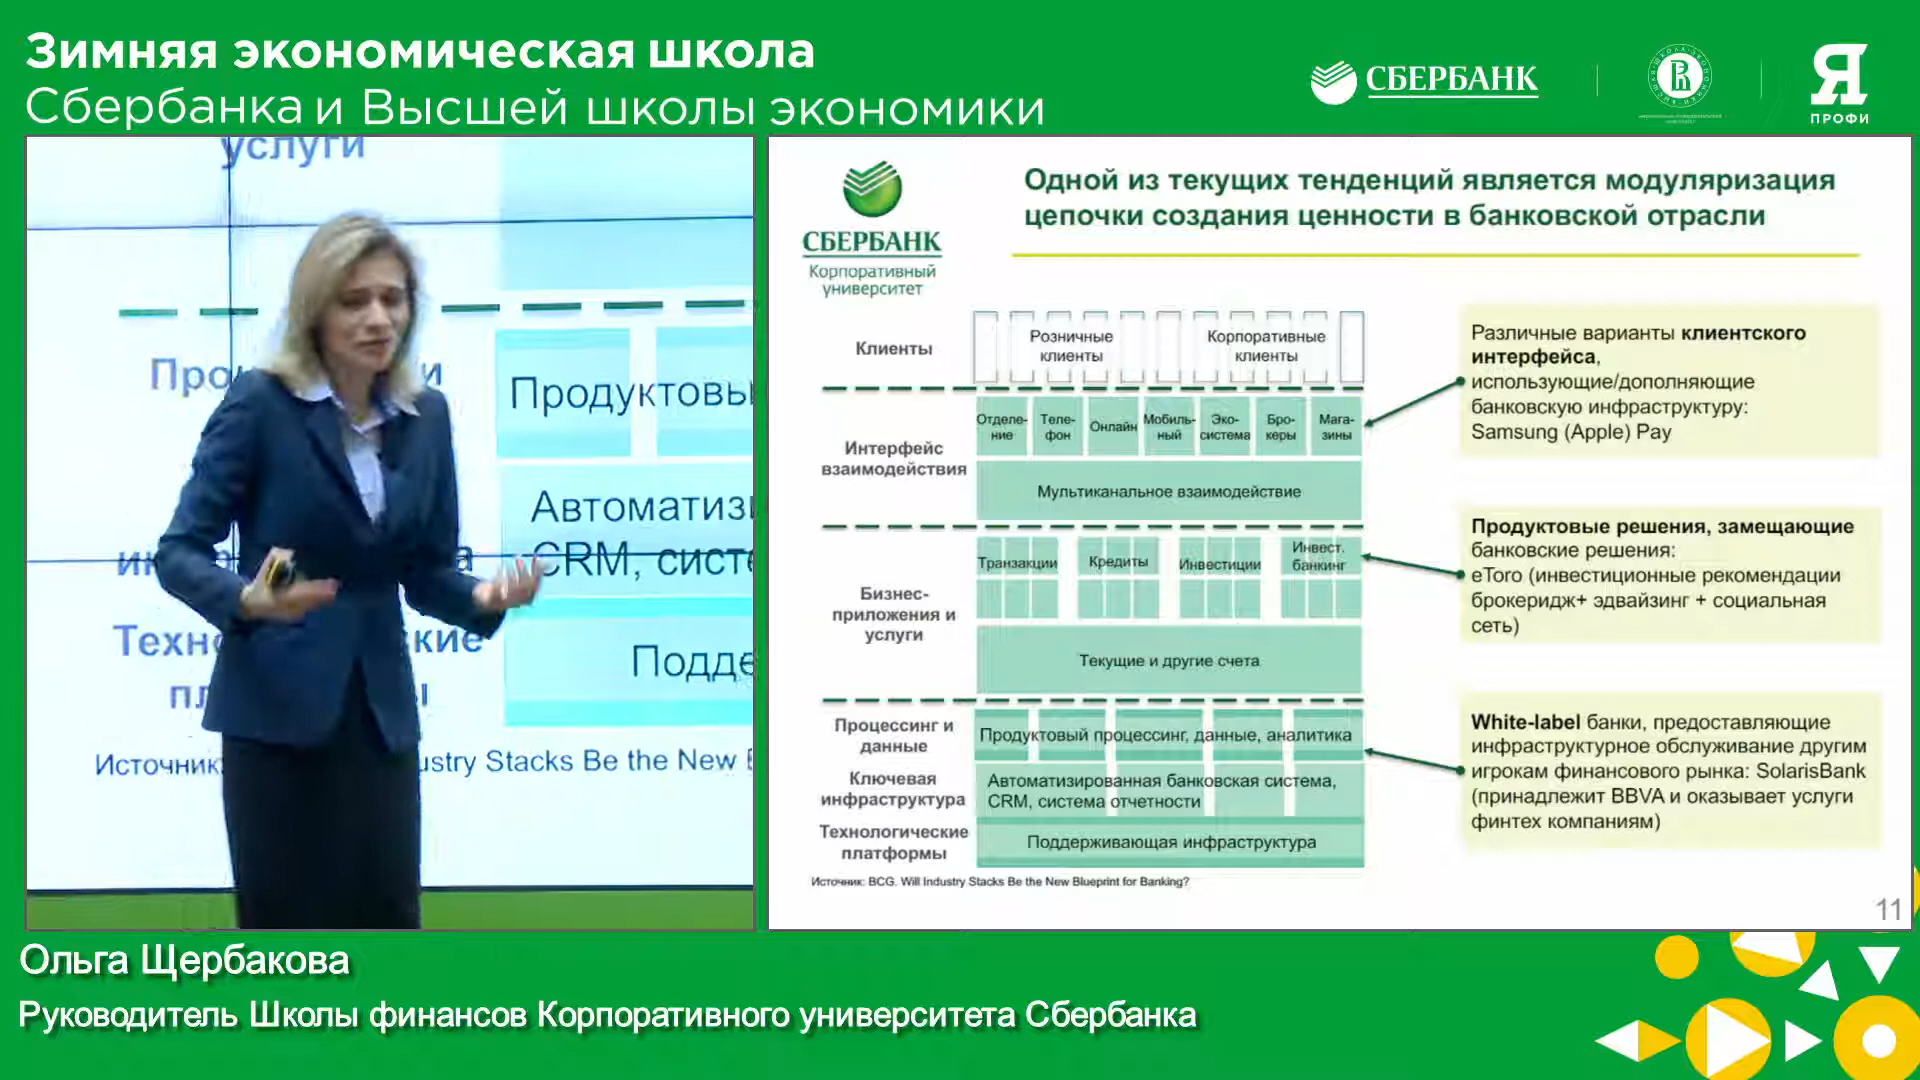 Зимняя экономическая школа
Сбербанка и Высшей школы экономики
СБЕРБАНК
Я
ПРОФИ
услуги
Продуктовы
CRM, систе
Источник
ustry Stacks Be the New
СБЕРБАНК
Корпоративный
университет
Одной из текущих тенденций является модуляризация
цепочки создания ценности в банковской отрасли
Клиенты
Розничные
клиенты
Корпоративные
клиенты
Интерфейс
взаимодействия
Отделе-
ние
Теле-
фон
Онлайн
Мобиль-
ный
Эко-
система
Бро-
керы
Мага-
зины
Мультиканальное взаимодействие
Бизнес-
приложения и
услуги
Транзакции
Кредиты
Инвестиции
Инвест.
банкинг
Текущие и другие счета
Процессинг и
данные
Продуктовый процессинг, данные, аналитика
Ключевая
инфраструктура
Автоматизированная банковская система,
CRM, система отчетности
Технологические
платформы
Поддерживающая инфраструктура
Источник: BCG. Will Industry Stacks Be the New Blueprint for Banking?
Различные варианты клиентского
интерфейса,
использующие/дополняющие
банковскую инфраструктуру:
Samsung (Apple) Pay
Продуктовые решения, замещающие
банковские решения:
eToro (инвестиционные рекомендации
брокеридж+ эдвайзинг + социальная
сеть)
White-label банки, предоставляющие
инфраструктурное обслуживание другим
игрокам финансового рынка: SolarisBank
(принадлежит BBVA и оказывает услуги
финтех компаниям)
11
Ольга Щербакова
Руководитель Школы финансов Корпоративного университета Сбербанка